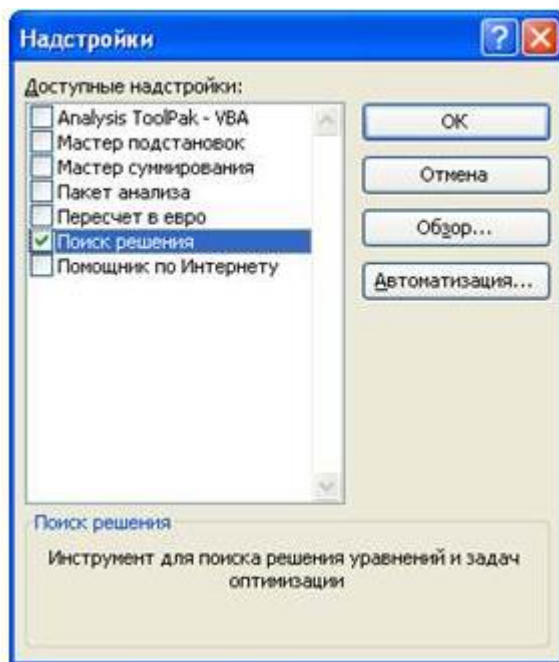 Надстройки
Доступные надстройки:
Analysis ToolPak - VBA
Мастер подстановок
Мастер суммирования
Пакет анализа
Пересчет в евро
Поиск решения
Помощник по Интернету
OK
Отмена
Обзор...
Автоматизация...
Поиск решения
Инструмент для поиска решения уравнений и задач
оптимизации